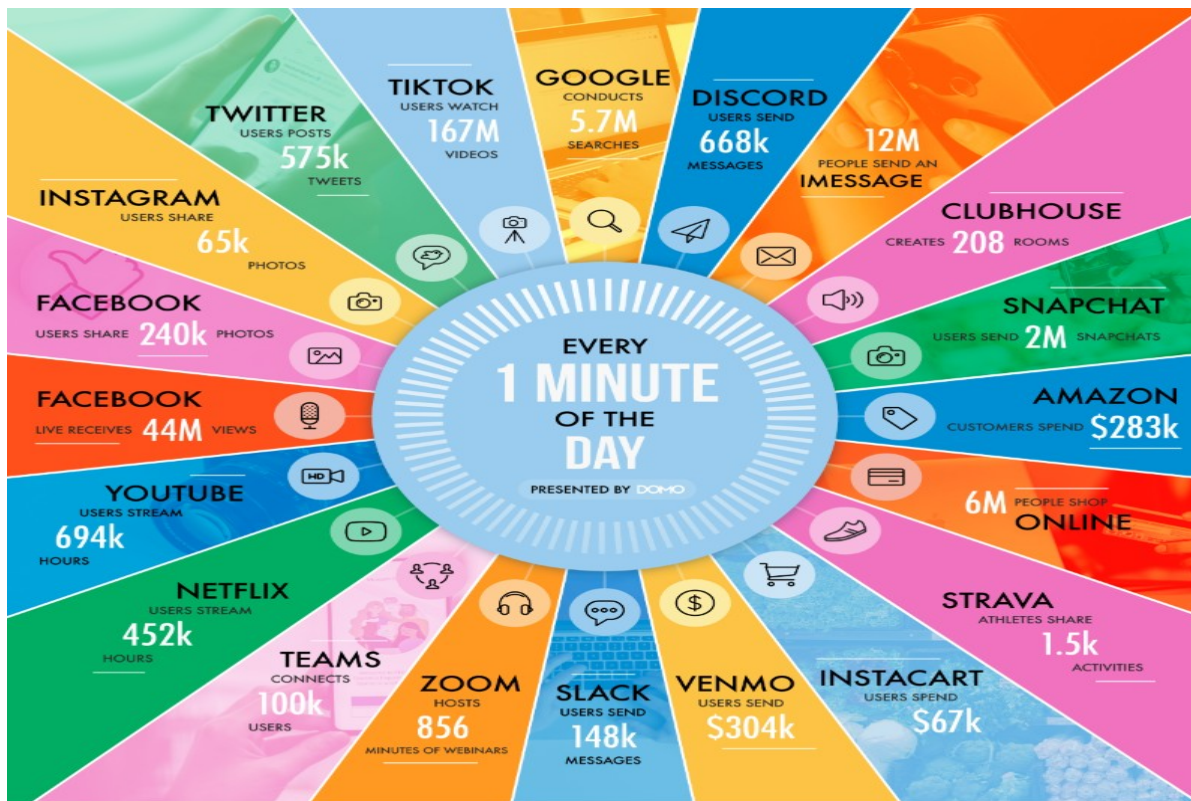 TIKTOK
USERS WATCH
167M
VIDEOS
GOOGLE
CONDUCTS
5.7M
SEARCHES
DISCORD
USERS SEND
668k
MESSAGES
12M
PEOPLE SEND AN
IMESSAGE
CLUBHOUSE
CREATES 208 ROOMS
SNAPCHAT
USERS SEND 2M SNAPCHATS
AMAZON
CUSTOMERS SPEND $283k
6M PEOPLE SHOP
ONLINE
STRAVA
ATHLETES SHARE
1.5k
ACTIVITIES
INSTACART
USERS SPEND
$67k
VENMO
USERS SEND
$304k
SLACK
USERS SEND
148k
MESSAGES
ZOOM
HOSTS
856
MINUTES OF WEBINARS
TEAMS
CONNECTS
100k
USERS
NETFLIX
USERS STREAM
452k
HOURS
YOUTUBE
USERS STREAM
694k
HOURS
HD
FACEBOOK
LIVE RECEIVES 44M VIEWS
FACEBOOK
USERS SHARE 240k PHOTOS
INSTAGRAM
USERS SHARE
65k
PHOTOS
TWITTER
USERS POSTS
575k
TWEETS
EVERY
1 MINUTE
OF THE
DAY
PRESENTED BY DOMO